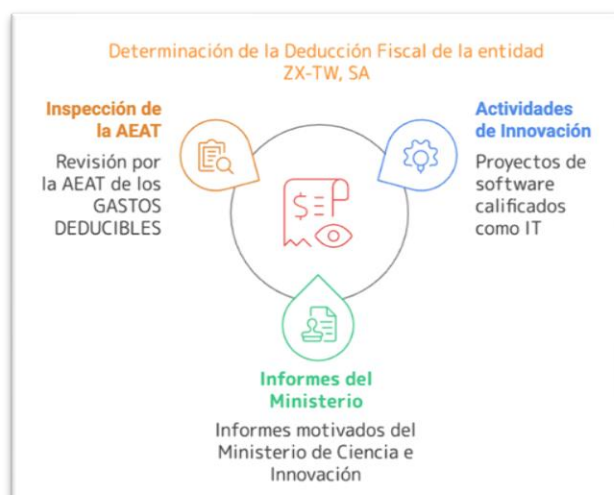 Determinación de la Deducción Fiscal de la entidad
ZX-TW, SA
Inspección de
la AEAT
Revisión por
la AEAT de los
GASTOS
DEDUCIBLES
Actividades
de Innovación
Proyectos de
software
calificados
como IT
Informes del
Ministerio
Informes motivados del
Ministerio de Ciencia e
Innovación